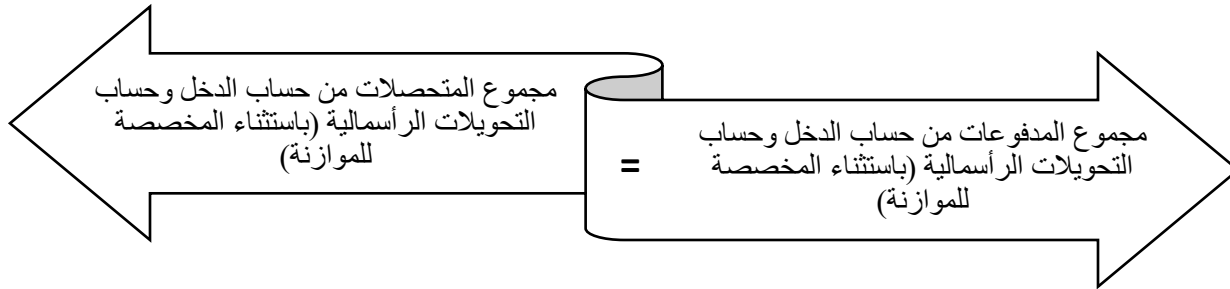 مجموع المدفوعات من حساب الدخل وحساب
التحويلات الرأسمالية (باستثناء المخصصة
للموازنة)
=
مجموع المتحصلات من حساب الدخل وحساب
التحويلات الرأسمالية (باستثناء المخصصة
للموازنة)